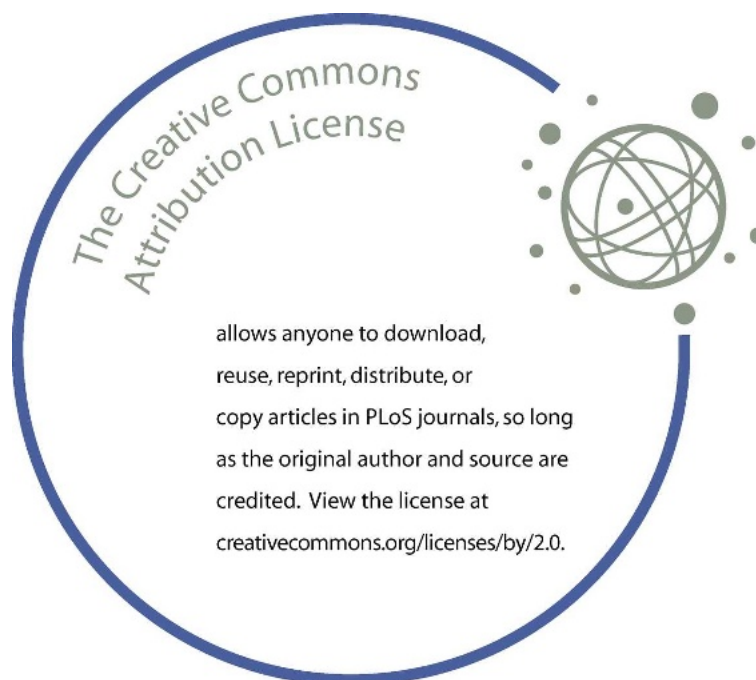 The Creative Commons
Attribution License
allows anyone to download,
reuse, reprint, distribute, or
copy articles in PLoS journals, so long
as the original author and source are
credited. View the license at
creativecommons.org/licenses/by/2.0.